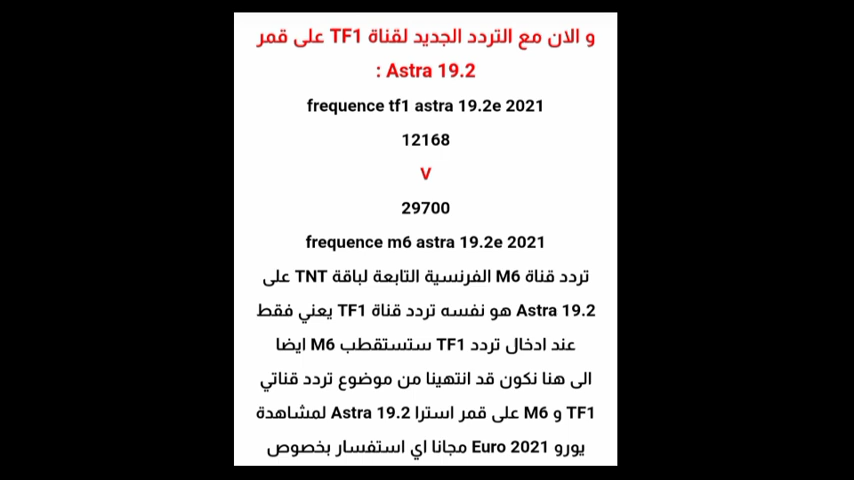 و الان مع التردد الجديد لقناة TF1 على قمر
Astra 19.2 :
frequence tf1 astra 19.2e 2021
12168
V
29700
frequence m6 astra 19.2e 2021
تردد قناة M6 الفرنسية التابعة لباقة TNT على
Astra 19.2 هو نفسه تردد قناة TF1 يعني فقط
عند ادخال تردد TF1 ستستقطب M6 ايضا
الى هنا نكون قد انتهينا من موضوع تردد قناتي
TF1 و M6 على قمر استرا Astra 19.2 لمشاهدة
يورو Euro 2021 مجانا اي استفسار بخصوص